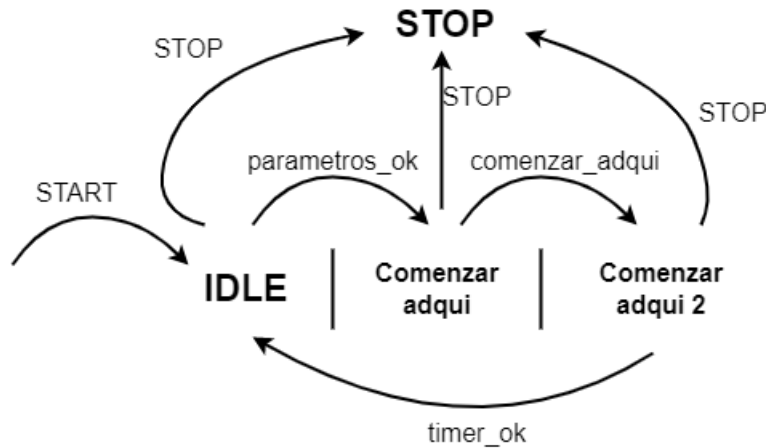 STOP
STOP
STOP
STOP
parametros_ok
comenzar_adqui
START
IDLE
Comenzar
adqui
Comenzar
adqui 2
timer_ok